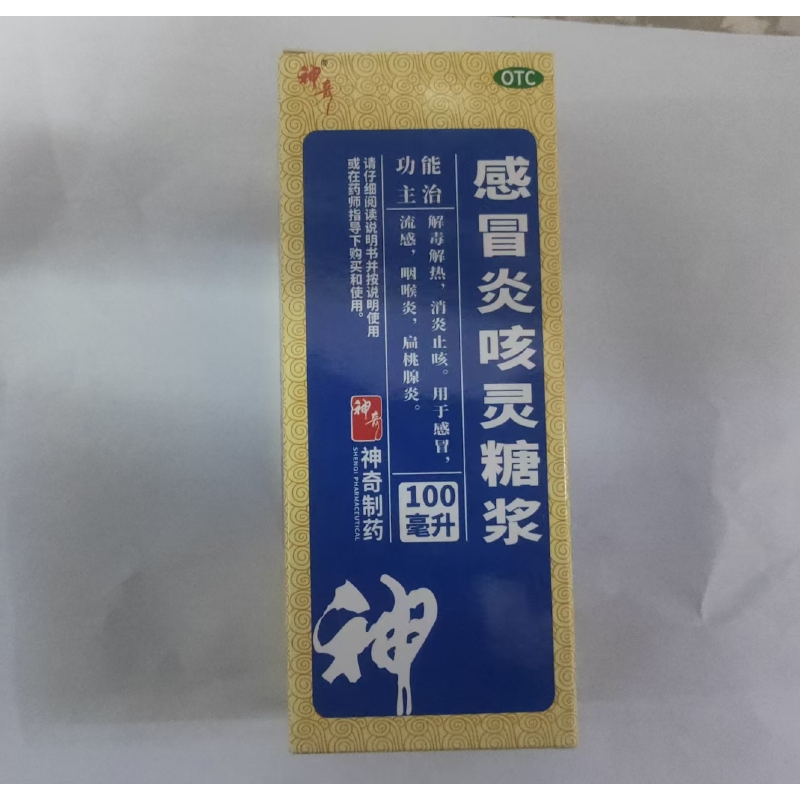 神奇
OTC
感冒炎咳灵糖浆
功能
主治
解毒解热，消炎止咳。用于感冒，
流感，咽喉炎，扁桃腺炎。
100
毫升
请仔细阅读说明书并按说明使用
或在药师指导下购买和使用。
神奇
神奇制药
SHENQI PHARMACEUTICAL
神